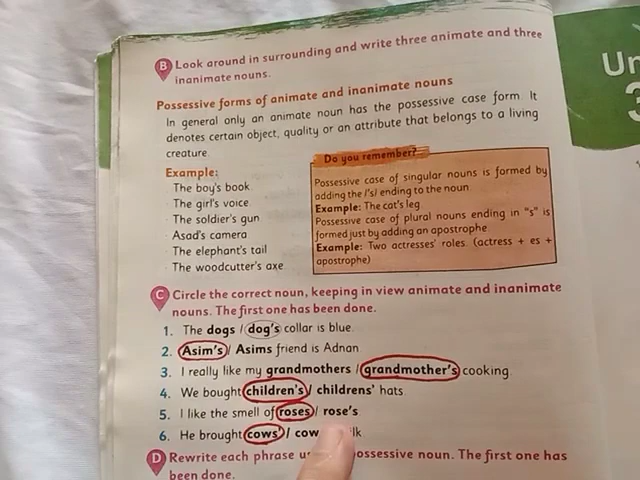 B Look around in surrounding and write three animate and three
inanimate nouns.
Possessive forms of animate and inanimate nouns
In general only an animate noun has the possessive case form. It
denotes certain object, quality or an attribute that belongs to a living
creature.
Example:
The boy's book
The girl's voice
The soldier's gun
Asad's camera
The elephant's tail
The woodcutter's axe
Do you remember?
Possessive case of singular nouns is formed by
adding the /'s/ ending to the noun
Example: The cat's leg
Possessive case of plural nouns ending in "s" is
formed just by adding an apostrophe
Example: Two actresses' roles. (actress + es +
apostrophe)
C Circle the correct noun, keeping in view animate and inanimate
nouns. The first one has been done.
1. The dogs / dog's collar is blue.
2. Asim's / Asims friend is Adnan.
3. I really like my grandmothers / grandmother's cooking.
4. We bought children's / childrens' hats.
5. I like the smell of roses / rose's
6. He brought cows' /
D Rewrite each phrase possessive noun. The first one has
been done.
3